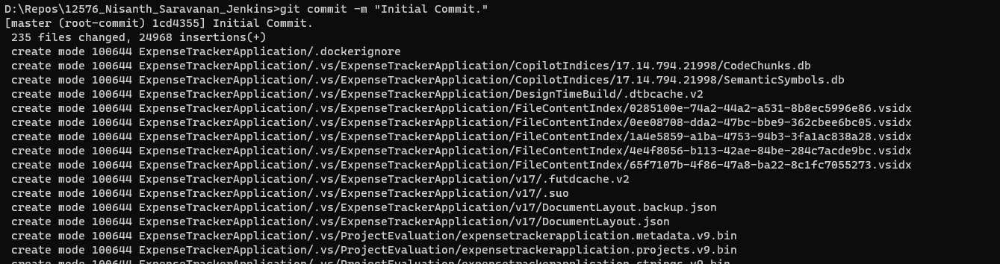 D:\Repos\12576_Nisanth_Saravanan_Jenkins>git commit -m "Initial Commit."
[master (root-commit) 1cd4355] Initial Commit.
 235 files changed, 24968 insertions(+)
 create mode 100644 ExpenseTrackerApplication/.dockerignore
 create mode 100644 ExpenseTrackerApplication/.vs/ExpenseTrackerApplication/CopilotIndices/17.14.794.21998/CodeChunks.db
 create mode 100644 ExpenseTrackerApplication/.vs/ExpenseTrackerApplication/CopilotIndices/17.14.794.21998/SemanticSymbols.db
 create mode 100644 ExpenseTrackerApplication/.vs/ExpenseTrackerApplication/DesignTimeBuild/.dtbcache.v2
 create mode 100644 ExpenseTrackerApplication/.vs/ExpenseTrackerApplication/FileContentIndex/0285100e-74a2-44a2-a531-8b8ec5996e86.vsidx
 create mode 100644 ExpenseTrackerApplication/.vs/ExpenseTrackerApplication/FileContentIndex/0ee08708-dda2-47bc-bbe9-362cbee6bc05.vsidx
 create mode 100644 ExpenseTrackerApplication/.vs/ExpenseTrackerApplication/FileContentIndex/1a4e5859-a1ba-4753-94b3-3fa1ac838a28.vsidx
 create mode 100644 ExpenseTrackerApplication/.vs/ExpenseTrackerApplication/FileContentIndex/4e4f8056-b113-42ae-84be-284c7acde9bc.vsidx
 create mode 100644 ExpenseTrackerApplication/.vs/ExpenseTrackerApplication/FileContentIndex/65f7107b-4f86-47a8-ba22-8c1fc7055273.vsidx
 create mode 100644 ExpenseTrackerApplication/.vs/ExpenseTrackerApplication/v17/.futdcache.v2
 create mode 100644 ExpenseTrackerApplication/.vs/ExpenseTrackerApplication/v17/.suo
 create mode 100644 ExpenseTrackerApplication/.vs/ExpenseTrackerApplication/v17/DocumentLayout.backup.json
 create mode 100644 ExpenseTrackerApplication/.vs/ExpenseTrackerApplication/v17/DocumentLayout.json
 create mode 100644 ExpenseTrackerApplication/.vs/ProjectEvaluation/expensetrackerapplication.metadata.v9.bin
 create mode 100644 ExpenseTrackerApplication/.vs/ProjectEvaluation/expensetrackerapplication.projects.v9.bin
 create mode 100644 ExpenseTrackerApplication/.vs/ProjectEvaluation/expensetrackerapplication.strings.v9.bin